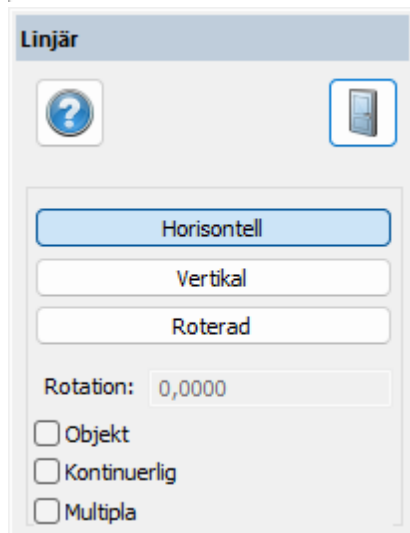 Linjär
?
Horisontell
Vertikal
Roterad
Rotation: 0,0000
Objekt
Kontinuerlig
Multipla